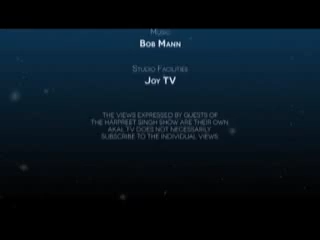 Music
Bob Mann
Studio Facilities
Joy TV
THE VIEWS EXPRESSED BY GUESTS OF
THE HARPREET SINGH SHOW ARE THEIR OWN
AKAL TV DOES NOT NECESSARILY
SUBSCRIBE TO THE INDIVIDUAL VIEWS